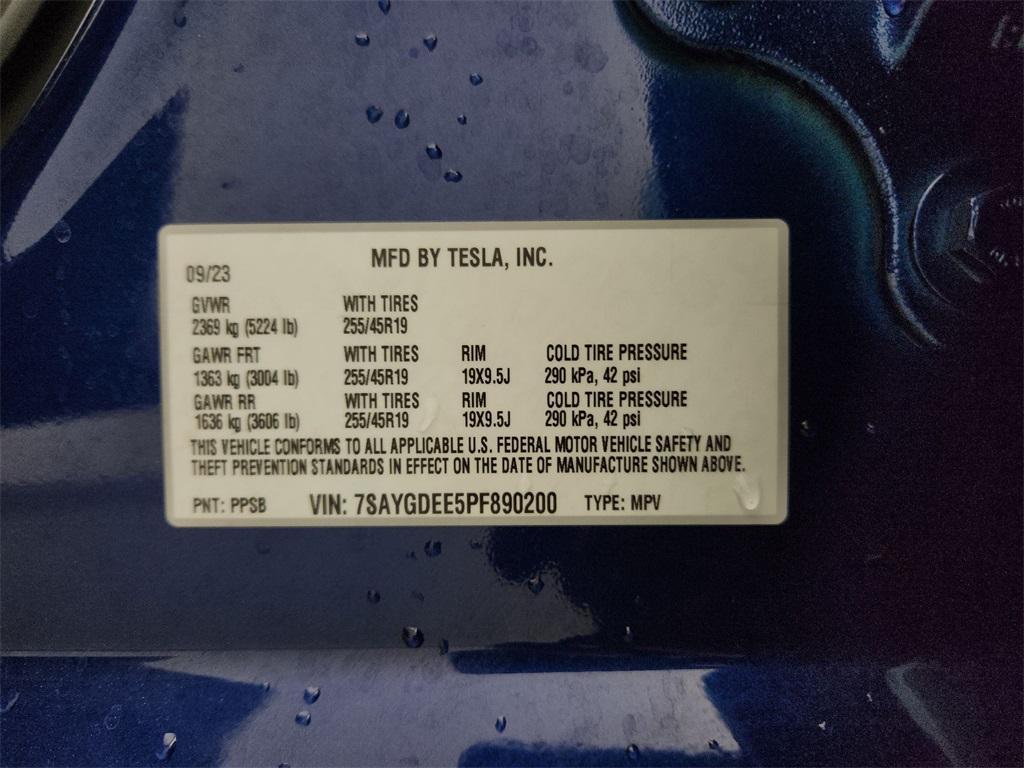 MFD BY TESLA, INC.
09/23
GVWR WITH TIRES
2369 kg (5224 lb) 255/45R19
GAWR FRT WITH TIRES RIM COLD TIRE PRESSURE
1363 kg (3004 lb) 255/45R19 19X9.5J 290 kPa, 42 psi
GAWR RR WITH TIRES RIM COLD TIRE PRESSURE
1636 kg (3606 lb) 255/45R19 19X9.5J 290 kPa, 42 psi
THIS VEHICLE CONFORMS TO ALL APPLICABLE U.S. FEDERAL MOTOR VEHICLE SAFETY AND
THEFT PREVENTION STANDARDS IN EFFECT ON THE DATE OF MANUFACTURE SHOWN ABOVE.
PNT: PPSB VIN: 7SAYGDEE5PF890200 TYPE: MPV